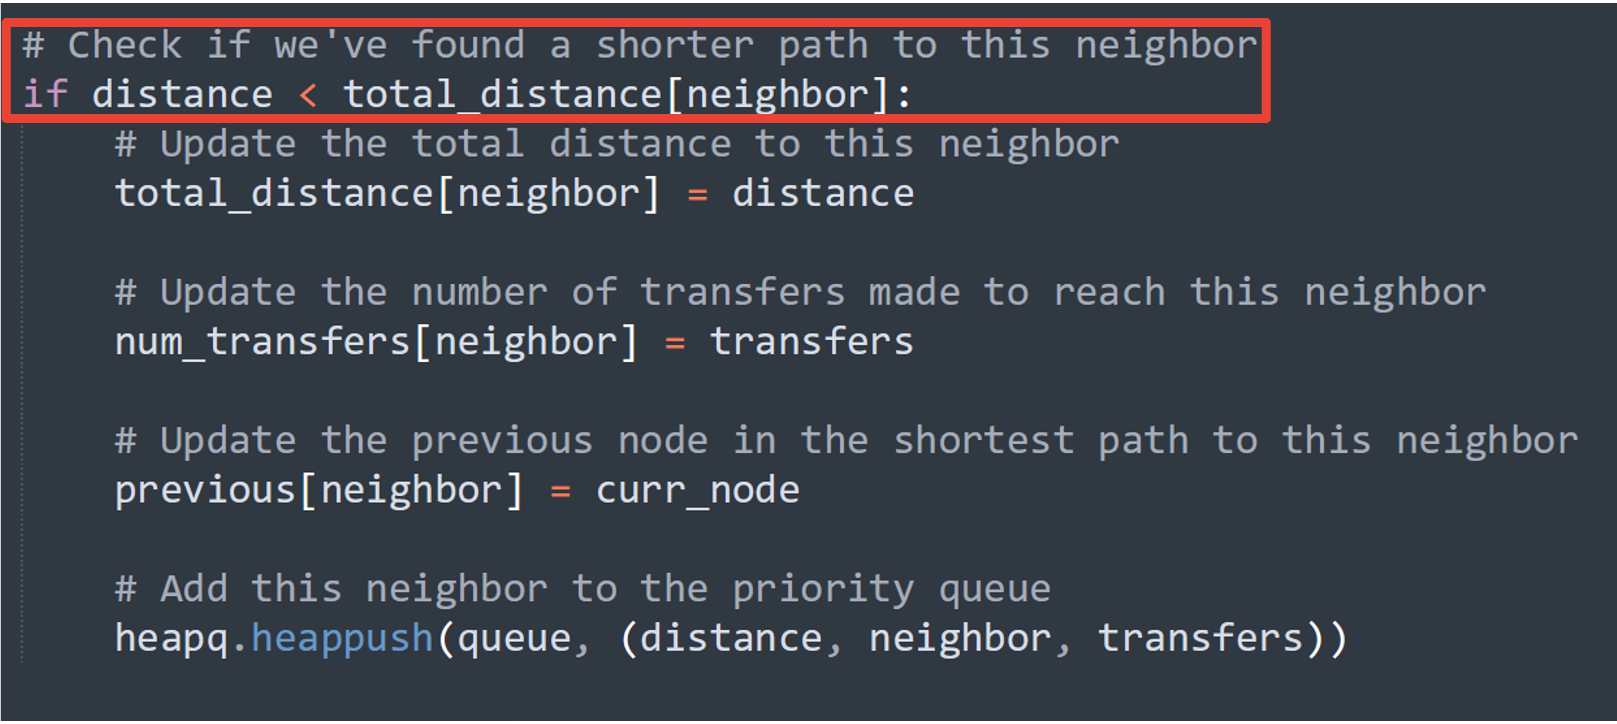 # Check if we've found a shorter path to this neighbor
if distance < total_distance[neighbor]:
# Update the total distance to this neighbor
total_distance[neighbor] = distance
# Update the number of transfers made to reach this neighbor
num_transfers[neighbor] = transfers
# Update the previous node in the shortest path to this neighbor
previous[neighbor] = curr_node
# Add this neighbor to the priority queue
heapq.heappush(queue, (distance, neighbor, transfers))